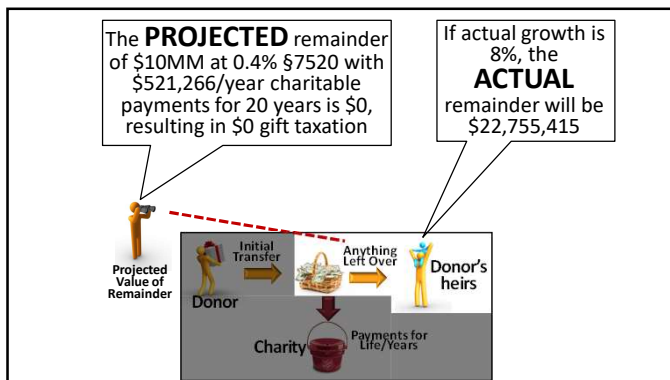 The PROJECTED remainder
of $10MM at 0.4% §7520 with
$521,266/year charitable
payments for 20 years is $0,
resulting in $0 gift taxation
If actual growth is
8%, the
ACTUAL
remainder will be
$22,755,415
Projected
Value of
Remainder
Initial
Transfer
Donor
Anything
Left Over
Donor's
heirs
Charity
Payments for
Life/Years